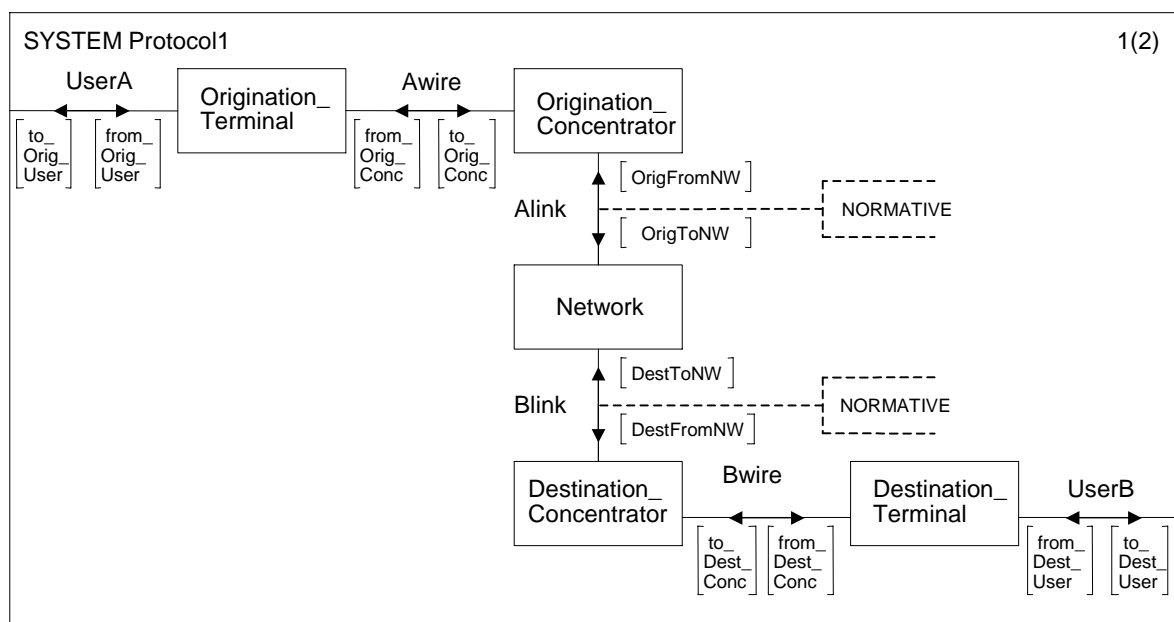 SYSTEM Protocol1
1(2)
UserA
Awire
Origination_
Terminal
Origination_
Concentrator
to_
Orig_
User
from_
Orig_
User
from_
Orig_
Conc
to_
Orig_
Conc
OrigFromNW
Alink
NORMATIVE
OrigToNW
Network
DestToNW
Blink
NORMATIVE
DestFromNW
Destination_
Concentrator
Bwire
Destination_
Terminal
UserB
to_
Dest_
Conc
from_
Dest_
Conc
from_
Dest_
User
to_
Dest_
User